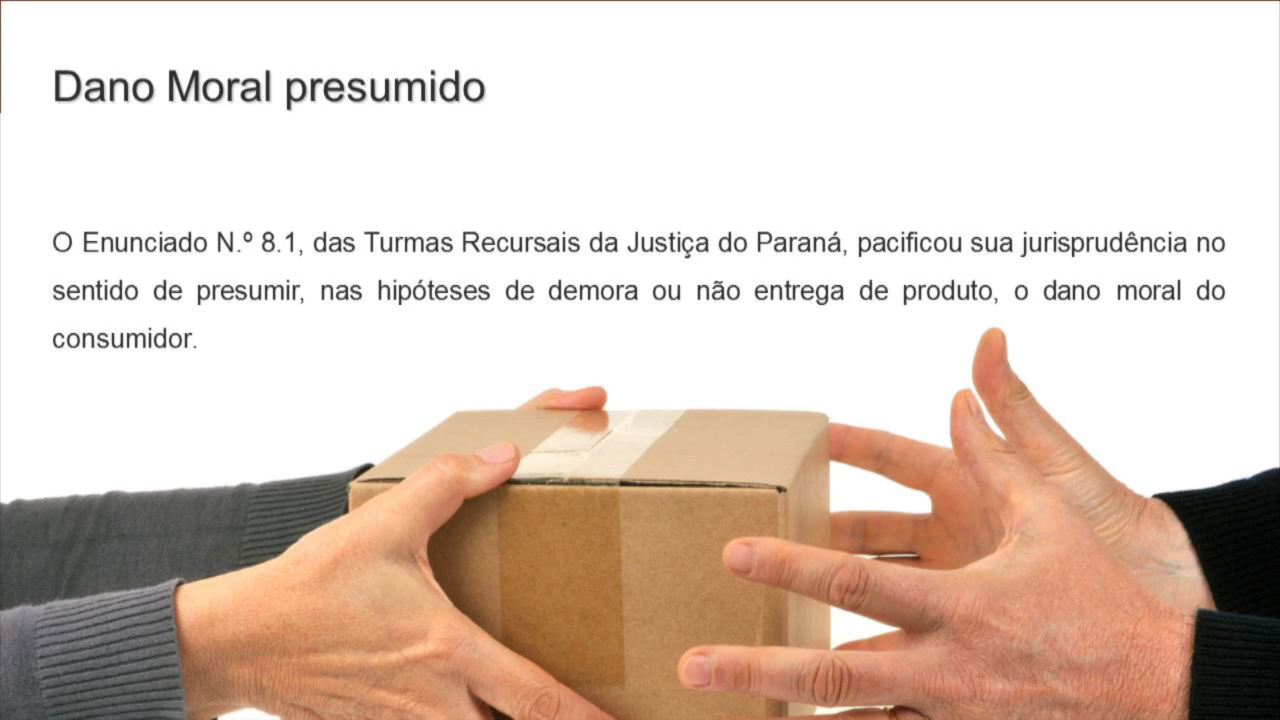 Dano Moral presumido
O Enunciado N.º 8.1, das Turmas Recursais da Justiça do Paraná, pacificou sua jurisprudência no
sentido de presumir, nas hipóteses de demora ou não entrega de produto, o dano moral do
consumidor.